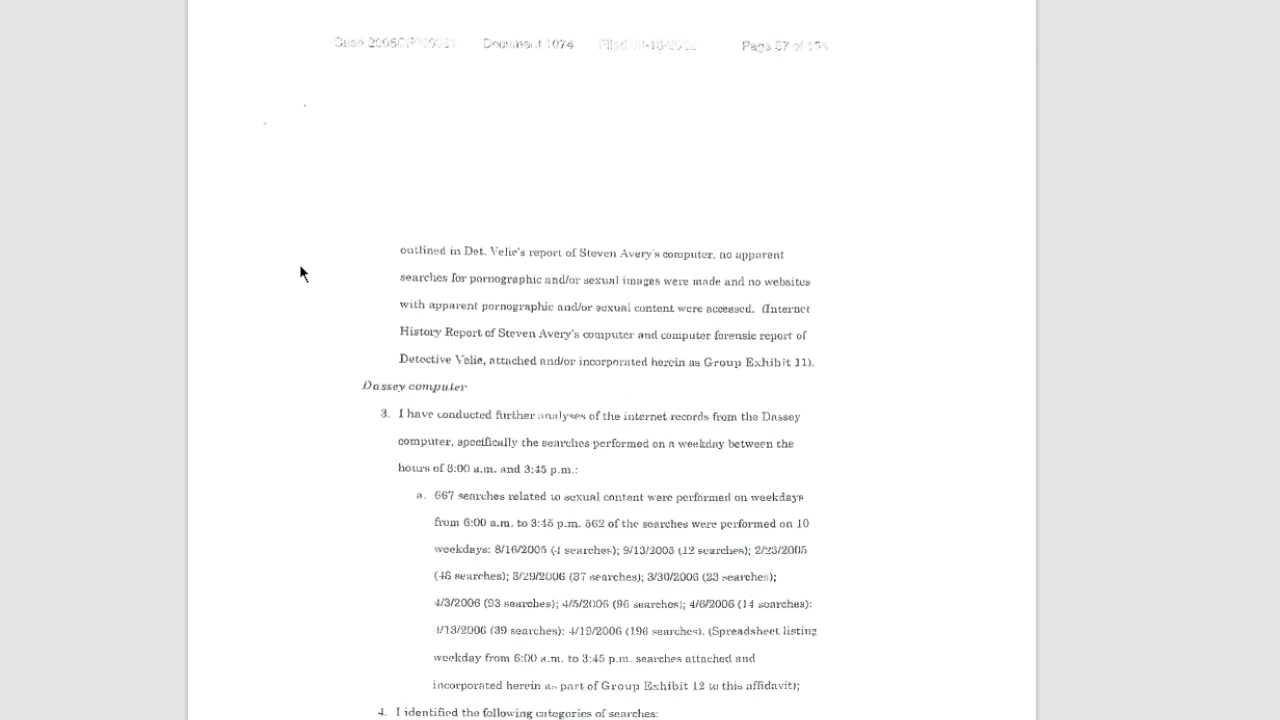 Document 1074 Page 67 of 134
outlined in Det. Velie's report of Steven Avery's computer, no apparent
searches for pornographic and/or sexual images were made and no websites
with apparent pornographic and/or sexual content were accessed. (Internet
History Report of Steven Avery's computer and computer forensic report of
Detective Velie, attached and/or incorporated herein as Group Exhibit 11).
Dassey computer
3. I have conducted further analyses of the internet records from the Dassey
computer, specifically the searches performed on a weekday between the
hours of 6:00 a.m. and 3:45 p.m.:
a. 667 searches related to sexual content were performed on weekdays
from 6:00 a.m. to 3:45 p.m. 562 of the searches were performed on 10
weekdays: 8/16/2005 (4 searches); 9/13/2005 (12 searches); 2/23/2005
(48 searches); 3/29/2006 (37 searches); 3/30/2006 (23 searches);
4/3/2006 (93 searches); 4/5/2006 (96 searches); 4/6/2006 (14 searches):
4/13/2006 (39 searches); 4/19/2006 (196 searches). (Spreadsheet listing
weekday from 6:00 a.m. to 3:45 p.m. searches attached and
incorporated herein as part of Group Exhibit 12 to this affidavit);
4. I identified the following categories of searches: